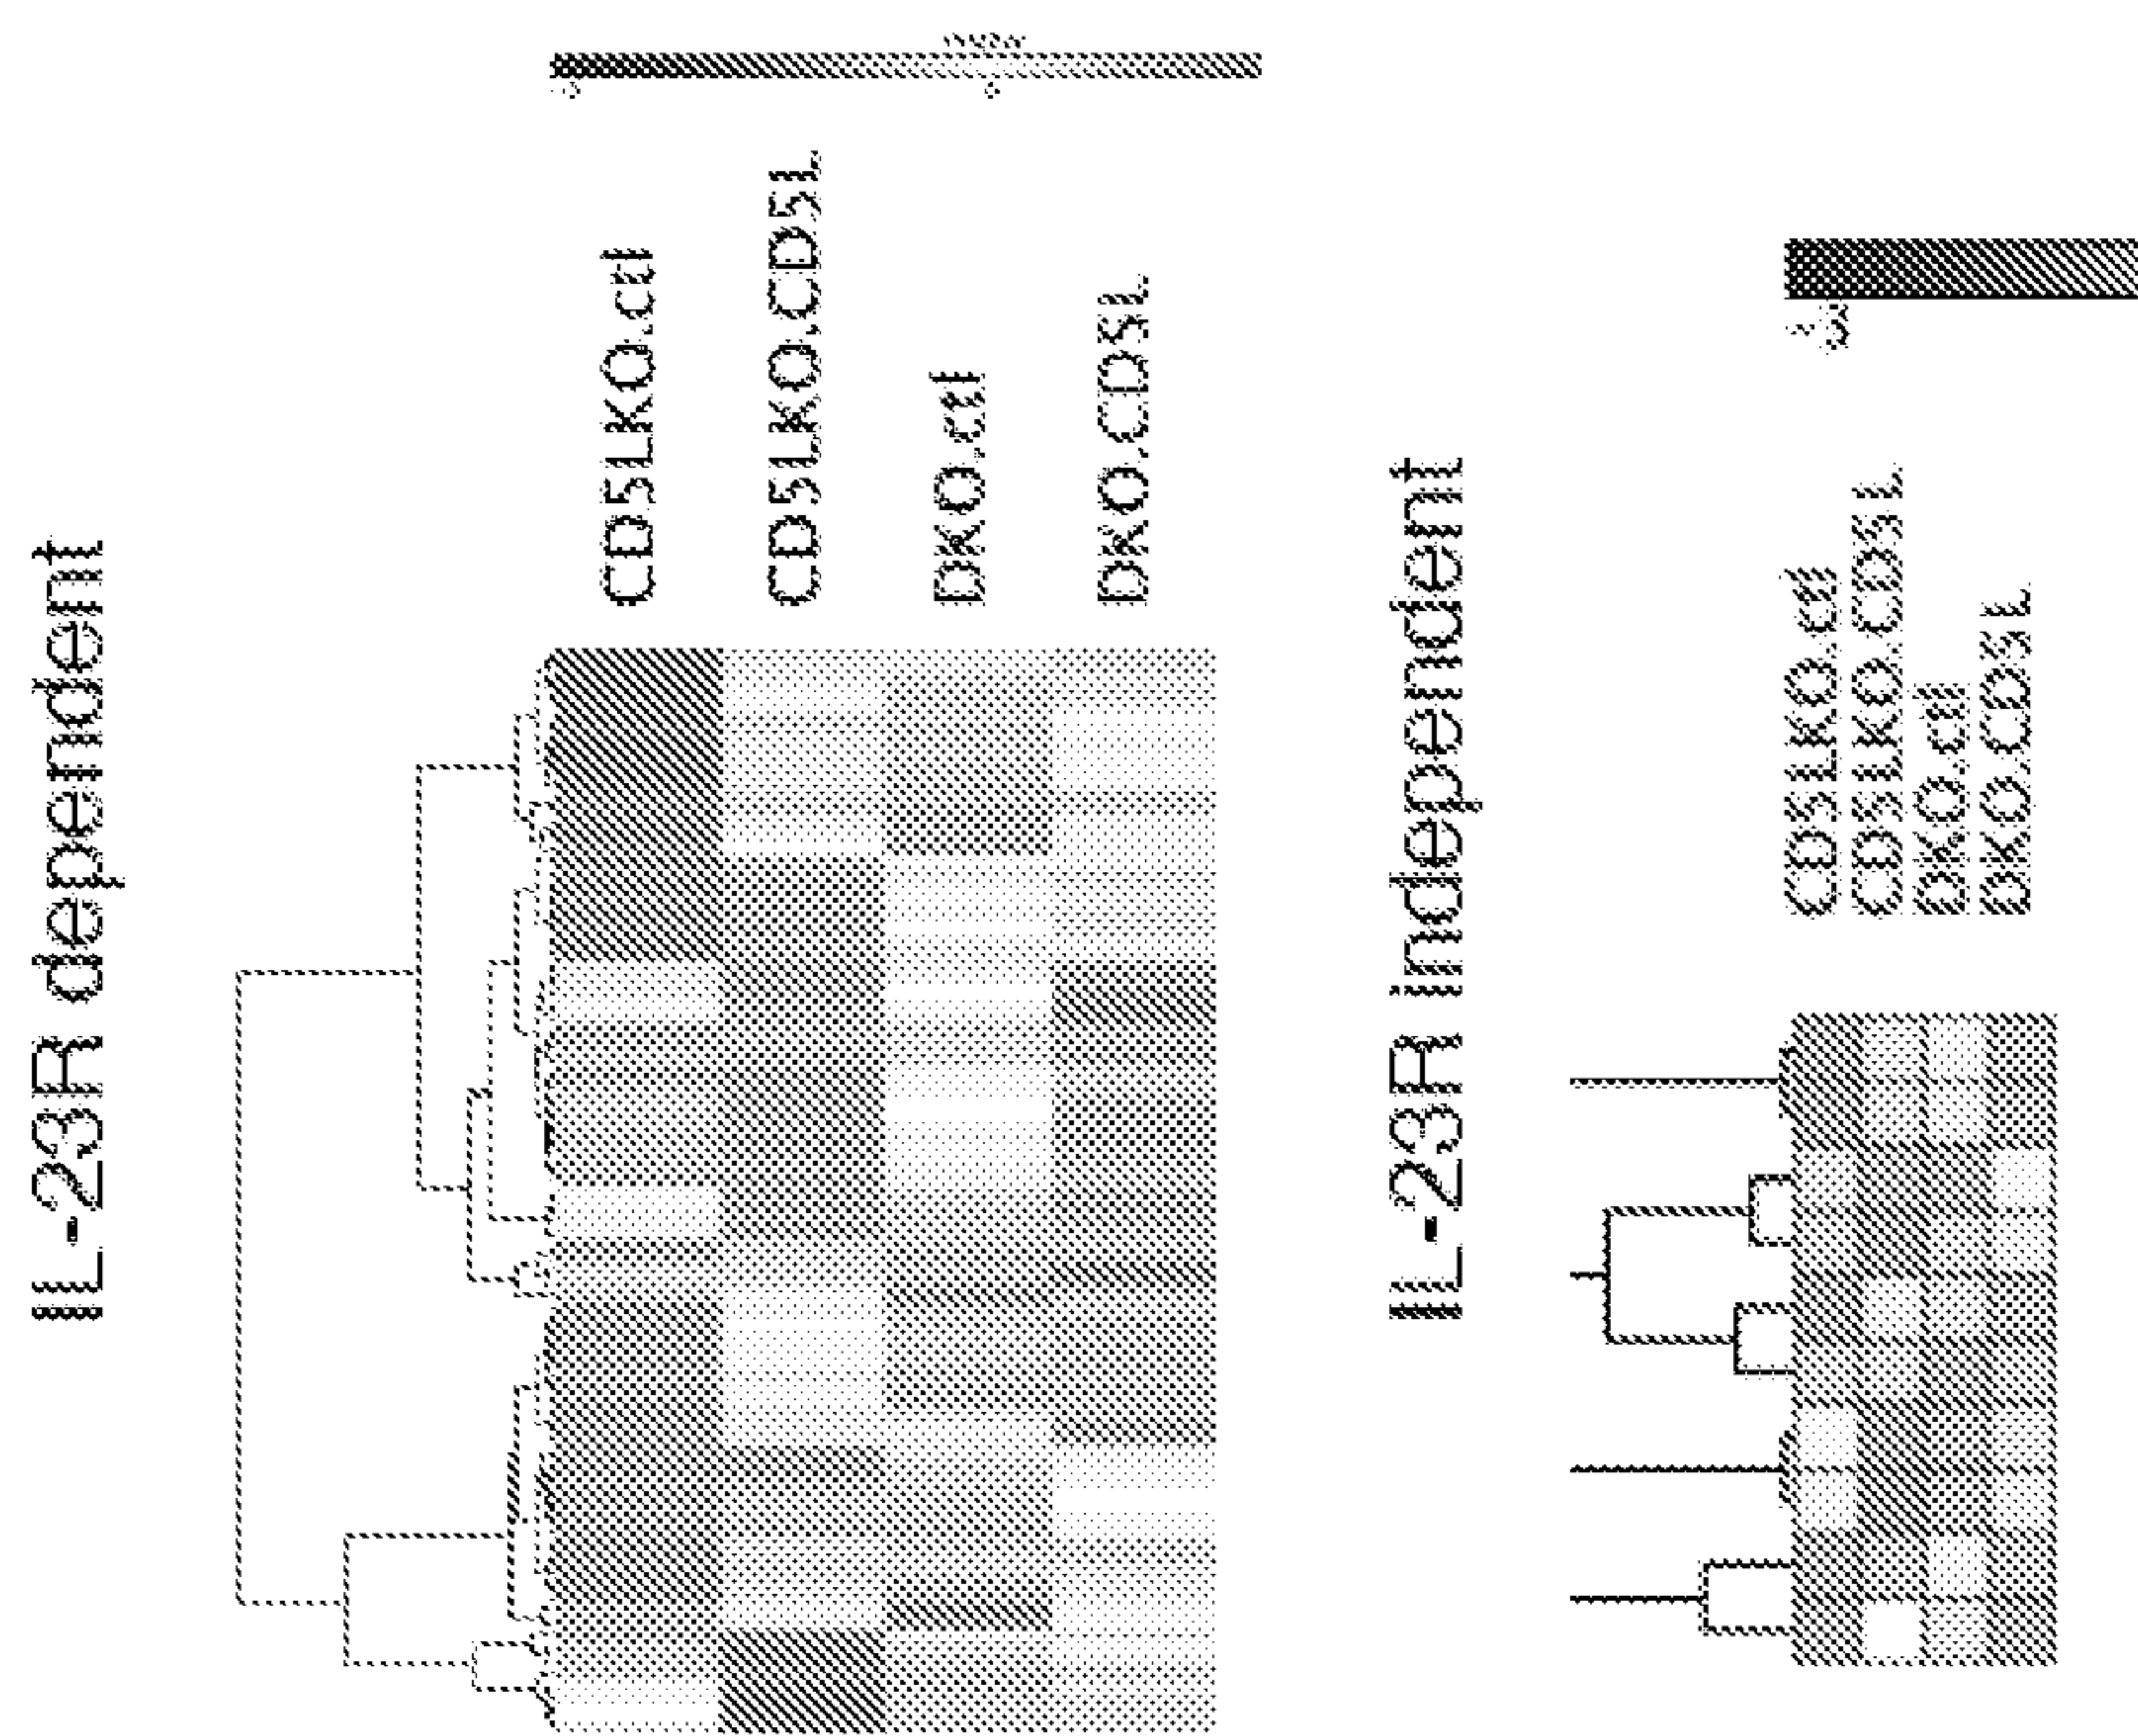 IL-23R dependent
CD5LKO.ctl
CD5LKO.CD5L
DKO.ctl
DKO.CD5L
IL-23R independent
CD5LKO.ctl
CD5LKO.CD5L
DKO.ctl
DKO.CD5L